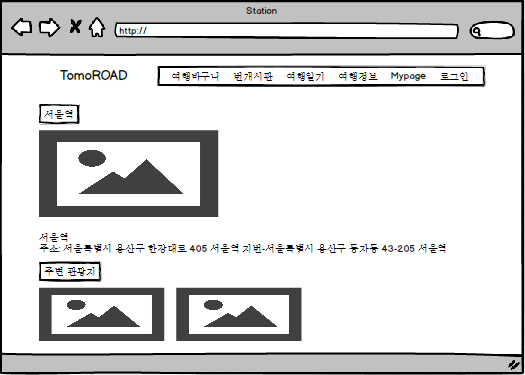 Station
http://
TomoROAD 여행바구니 번개시판 여행일기 여행정보 Mypage 로그인
서울역
서울역
주소: 서울특별시 용산구 한강대로 405 서울역 지번-서울특별시 용산구 동자동 43-205 서울역
주변 관광지